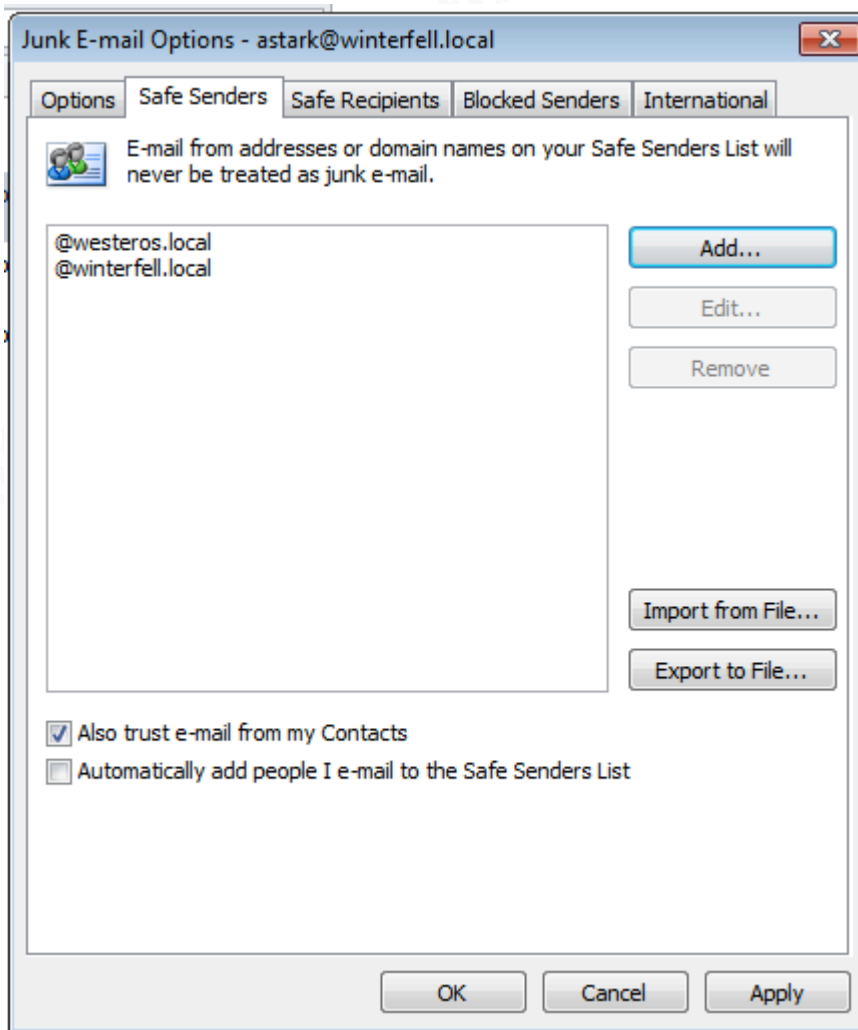 Junk E-mail Options - astark@winterfell.local
Options
Safe Senders
Safe Recipients
Blocked Senders
International
E-mail from addresses or domain names on your Safe Senders List will
never be treated as junk e-mail.
@westeros.local
@winterfell.local
Add...
Edit...
Remove
Import from File...
Export to File...
Also trust e-mail from my Contacts
Automatically add people I e-mail to the Safe Senders List
OK
Cancel
Apply